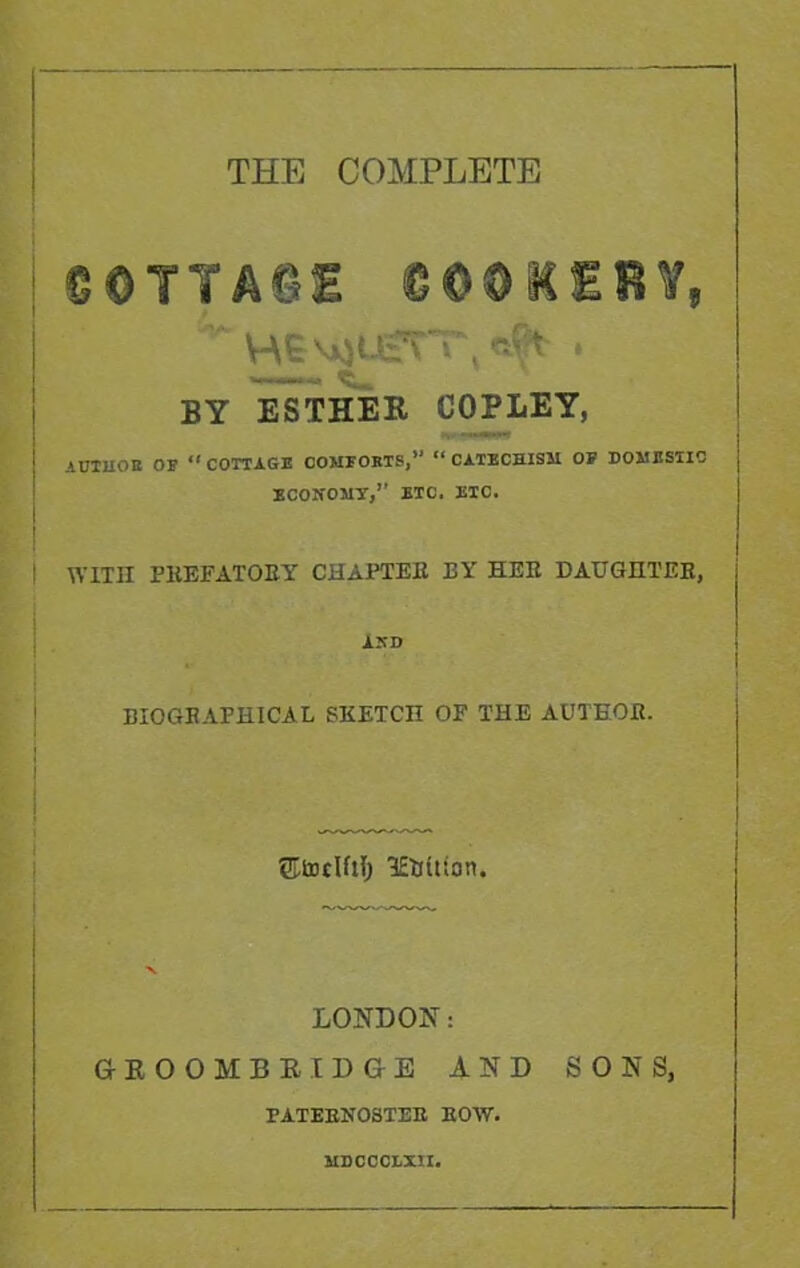 THE COMPLETE
COTTAGE COOKERY,
BY ESTHER COPLEY,
AUTHOR OF "COTTAGE COMFORTS," "CATECHISM OF DOMESTIC
ECONOMY," ETC. ETC.
WITH PREFATORY CHAPTER BY HER DAUGHTER,
AND
BIOGRAPHICAL SKETCH OF THE AUTHOR.
Twelfth Edition.
LONDON:
GROOMBRIDGE AND SONS,
PATERNOSTER ROW.
MDCCCLXII.